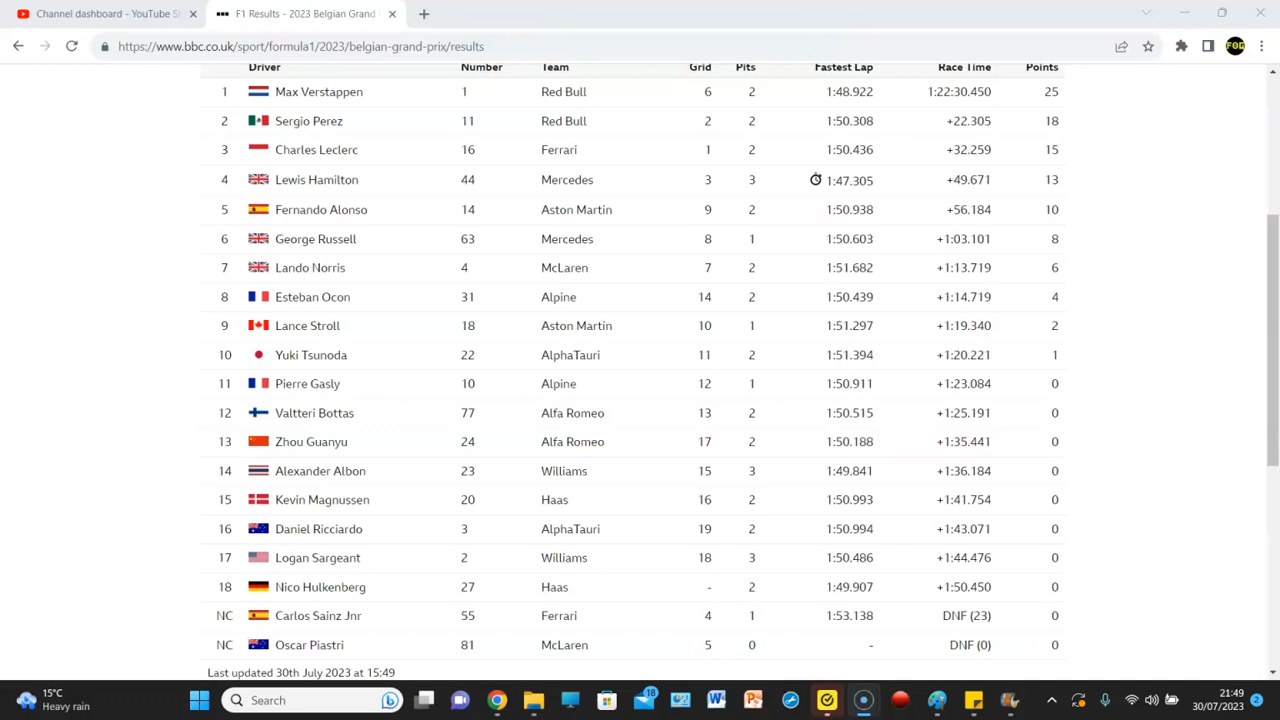 Channel dashboard - YouTube S
F1 Results - 2023 Belgian Grand
https://www.bbc.co.uk/sport/formula1/2023/belgian-grand-prix/results
FOG
Driver Number Team Grid Pits Fastest Lap Race Time Points
1 Max Verstappen 1 Red Bull 6 2 1:48.922 1:22:30.450 25
2 Sergio Perez 11 Red Bull 2 2 1:50.308 +22.305 18
3 Charles Leclerc 16 Ferrari 1 2 1:50.436 +32.259 15
4 Lewis Hamilton 44 Mercedes 3 3 1:47.305 +49.671 13
5 Fernando Alonso 14 Aston Martin 9 2 1:50.938 +56.184 10
6 George Russell 63 Mercedes 8 1 1:50.603 +1:03.101 8
7 Lando Norris 4 McLaren 7 2 1:51.682 +1:13.719 6
8 Esteban Ocon 31 Alpine 14 2 1:50.439 +1:14.719 4
9 Lance Stroll 18 Aston Martin 10 1 1:51.297 +1:19.340 2
10 Yuki Tsunoda 22 AlphaTauri 11 2 1:51.394 +1:20.221 1
11 Pierre Gasly 10 Alpine 12 1 1:50.911 +1:23.084 0
12 Valtteri Bottas 77 Alfa Romeo 13 2 1:50.515 +1:25.191 0
13 Zhou Guanyu 24 Alfa Romeo 17 2 1:50.188 +1:35.441 0
14 Alexander Albon 23 Williams 15 3 1:49.841 +1:36.184 0
15 Kevin Magnussen 20 Haas 16 2 1:50.993 +1:41.754 0
16 Daniel Ricciardo 3 AlphaTauri 19 2 1:50.994 +1:43.071 0
17 Logan Sargeant 2 Williams 18 3 1:50.486 +1:44.476 0
18 Nico Hulkenberg 27 Haas - 2 1:49.907 +1:50.450 0
NC Carlos Sainz Jnr 55 Ferrari 4 1 1:53.138 DNF (23) 0
NC Oscar Piastri 81 McLaren 5 0 - DNF (0) 0
Last updated 30th July 2023 at 15:49
15°C
Heavy rain
Search
18
21:49
30/07/2023